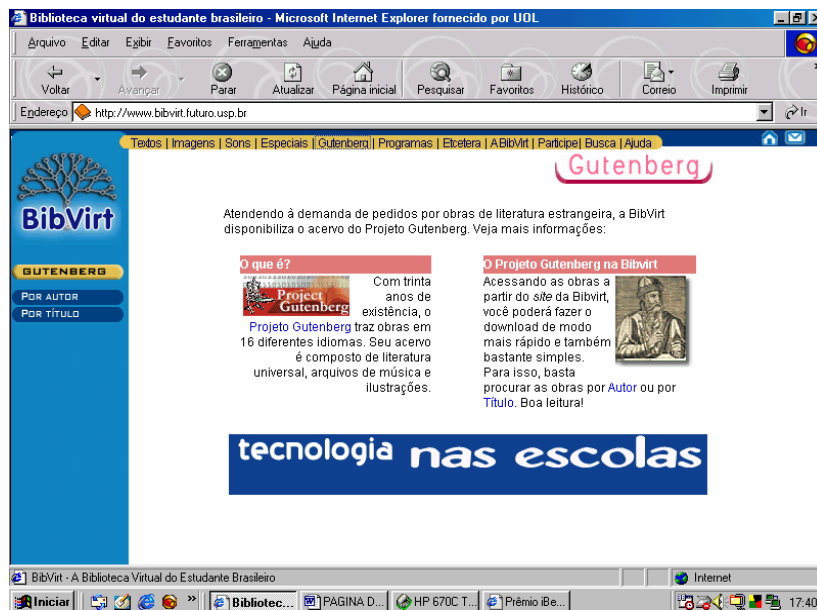 Biblioteca virtual do estudante brasileiro - Microsoft Internet Explorer fornecido por UOL
Arquivo Editar Exibir Favoritos Ferramentas Ajuda
Voltar Avançar Parar Atualizar Página inicial Pesquisar Favoritos Histórico Correio Imprimir
Endereço http://www.bibvirt.futuro.usp.br Ir
Textos | Imagens | Sons | Especiais | Gutenberg | Programas | Etcetera | A BibVirt | Participe | Busca | Ajuda
Gutenberg
BibVirt
GUTENBERG
POR AUTOR
POR TÍTULO
Atendendo à demanda de pedidos por obras de literatura estrangeira, a BibVirt
disponibiliza o acervo do Projeto Gutenberg. Veja mais informações:
O que é?
Project
Gutenberg
Com trinta
anos de
existência, o
Projeto Gutenberg traz obras em
16 diferentes idiomas. Seu acervo
é composto de literatura
universal, arquivos de música e
ilustrações.
O Projeto Gutenberg na Bibvirt
Acessando as obras a
partir do site da Bibvirt,
você poderá fazer o
download de modo
mais rápido e também
bastante simples.
Para isso, basta
procurar as obras por Autor ou por
Título. Boa leitura!
tecnologia nas escolas
BibVirt - A Biblioteca Virtual do Estudante Brasileiro Internet
Iniciar » Bibliotec... PAGINA D... HP 670C T... Prêmio iBe... 17:40